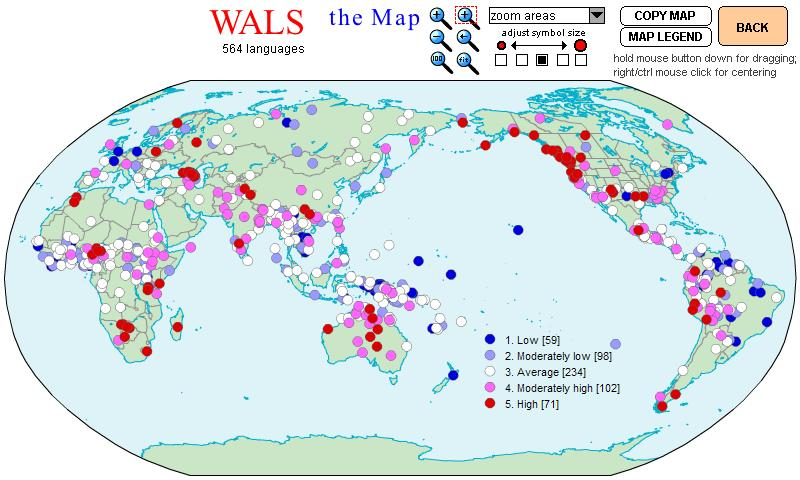 WALS
564 languages
the Map
100
fit
zoom areas
adjust symbol size
COPY MAP
MAP LEGEND
BACK
hold mouse button down for dragging;
right/ctrl mouse click for centering
1. Low [59]
2. Moderately low [98]
3. Average [234]
4. Moderately high [102]
5. High [71]